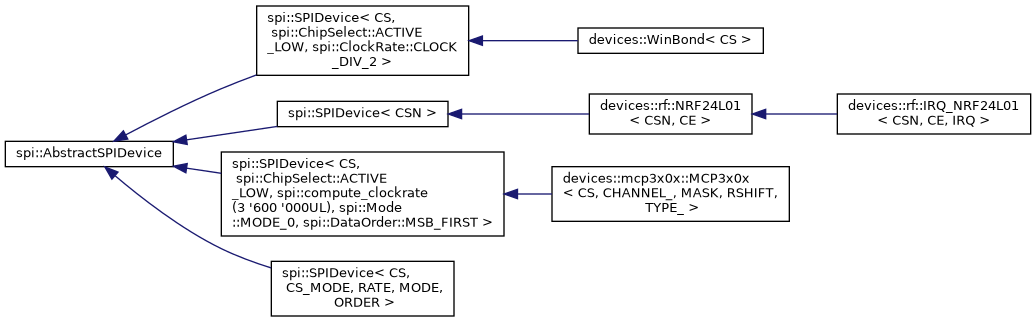 spi::SPIDevice< CS,
spi::ChipSelect::ACTIVE
_LOW, spi::ClockRate::CLOCK
_DIV_2 >
devices::WinBond< CS >
spi::SPIDevice< CSN >
devices::rf::NRF24L01
< CSN, CE >
devices::rf::IRQ_NRF24L01
< CSN, CE, IRQ >
spi::AbstractSPIDevice
spi::SPIDevice< CS,
spi::ChipSelect::ACTIVE
_LOW, spi::compute_clockrate
(3 '600 '000UL), spi::Mode
::MODE_0, spi::DataOrder::MSB_FIRST >
devices::mcp3x0x::MCP3x0x
< CS, CHANNEL_, MASK, RSHIFT,
TYPE_ >
spi::SPIDevice< CS,
CS_MODE, RATE, MODE,
ORDER >